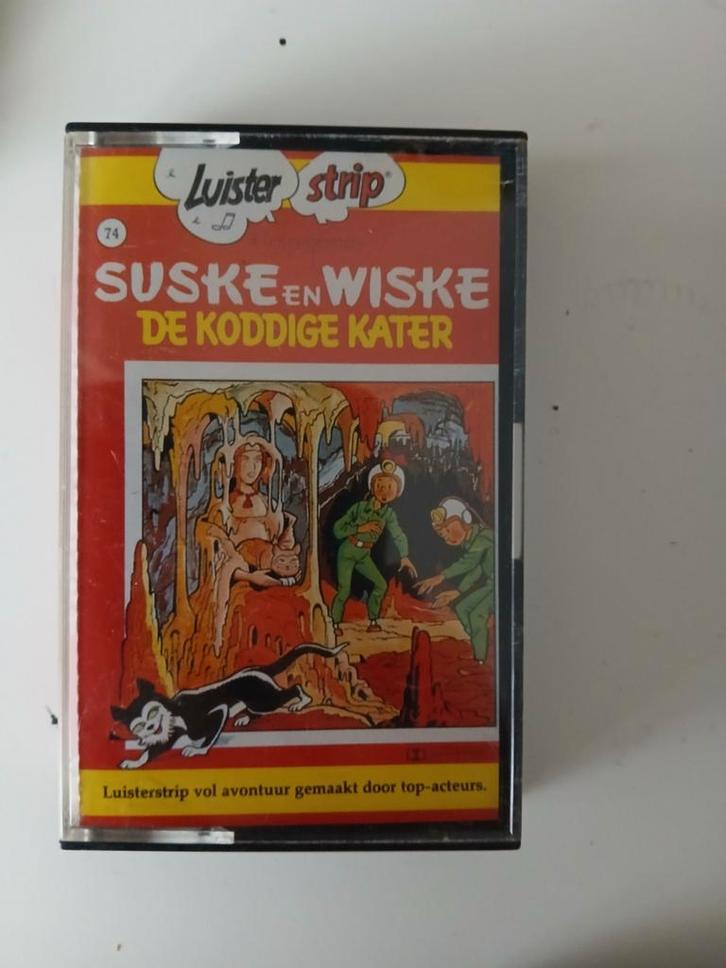 Luister strip®
74
SUSKE EN WISKE
DE KODDIGE KATER
Luisterstrip vol avontuur gemaakt door top-acteurs.